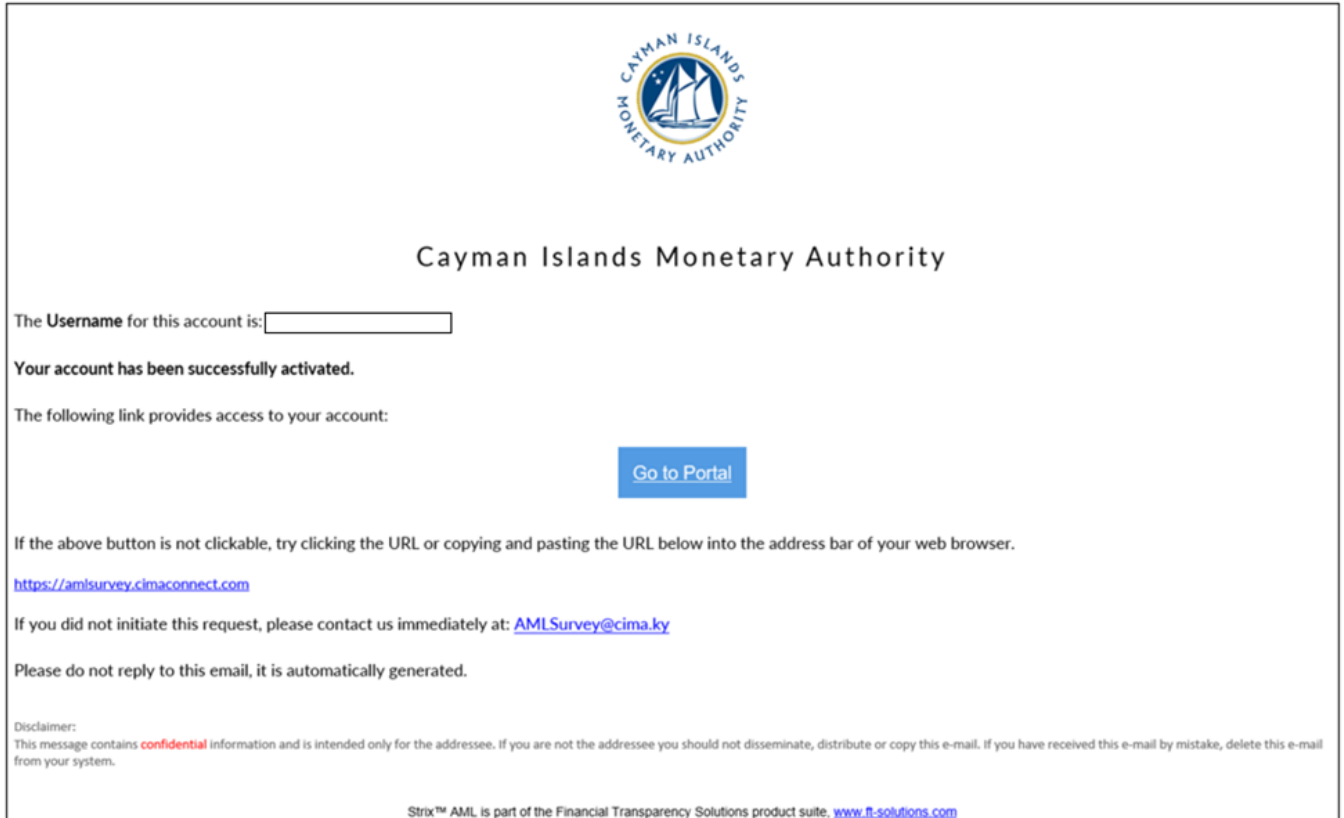 CAYMAN ISLANDS
MONETARY AUTHORITY
Cayman Islands Monetary Authority
The Username for this account is:
Your account has been successfully activated.
The following link provides access to your account:
Go to Portal
If the above button is not clickable, try clicking the URL or copying and pasting the URL below into the address bar of your web browser.
https://amlsurvey.cimaconnect.com
If you did not initiate this request, please contact us immediately at: AMLSurvey@cima.ky
Please do not reply to this email, it is automatically generated.
Disclaimer:
This message contains confidential information and is intended only for the addressee. If you are not the addressee you should not disseminate, distribute or copy this e-mail. If you have received this e-mail by mistake, delete this e-mail
from your system.
Strix™ AML is part of the Financial Transparency Solutions product suite, www.ft-solutions.com